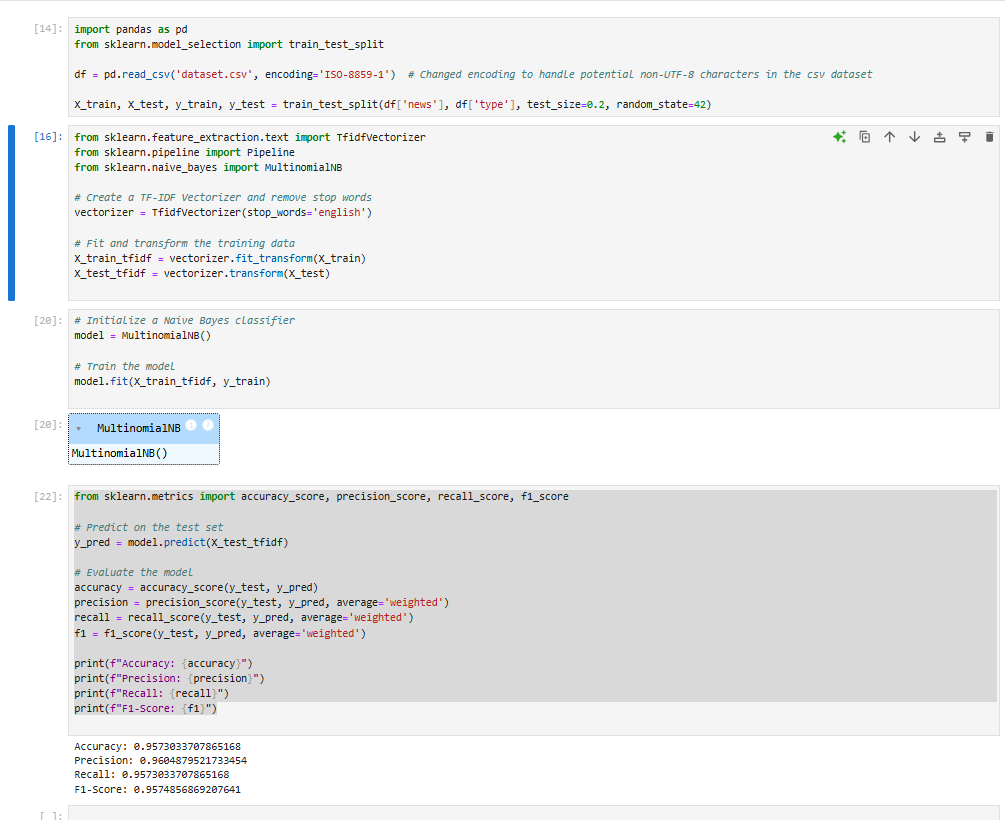 [14]:
import pandas as pd
from sklearn.model_selection import train_test_split
df = pd.read_csv('dataset.csv', encoding='ISO-8859-1')  # Changed encoding to handle potential non-UTF-8 characters in the csv dataset
X_train, X_test, y_train, y_test = train_test_split(df['news'], df['type'], test_size=0.2, random_state=42)
[16]:
from sklearn.feature_extraction.text import TfidfVectorizer
from sklearn.pipeline import Pipeline
from sklearn.naive_bayes import MultinomialNB
# Create a TF-IDF Vectorizer and remove stop words
vectorizer = TfidfVectorizer(stop_words='english')
# Fit and transform the training data
X_train_tfidf = vectorizer.fit_transform(X_train)
X_test_tfidf = vectorizer.transform(X_test)
[20]:
# Initialize a Naive Bayes classifier
model = MultinomialNB()
# Train the model
model.fit(X_train_tfidf, y_train)
[20]:
MultinomialNB i ?
MultinomialNB()
[22]:
from sklearn.metrics import accuracy_score, precision_score, recall_score, f1_score
# Predict on the test set
y_pred = model.predict(X_test_tfidf)
# Evaluate the model
accuracy = accuracy_score(y_test, y_pred)
precision = precision_score(y_test, y_pred, average='weighted')
recall = recall_score(y_test, y_pred, average='weighted')
f1 = f1_score(y_test, y_pred, average='weighted')
print(f"Accuracy: {accuracy}")
print(f"Precision: {precision}")
print(f"Recall: {recall}")
print(f"F1-Score: {f1}")
Accuracy: 0.9573033707865168
Precision: 0.9604879521733454
Recall: 0.9573033707865168
F1-Score: 0.9574856869207641
[ ]: